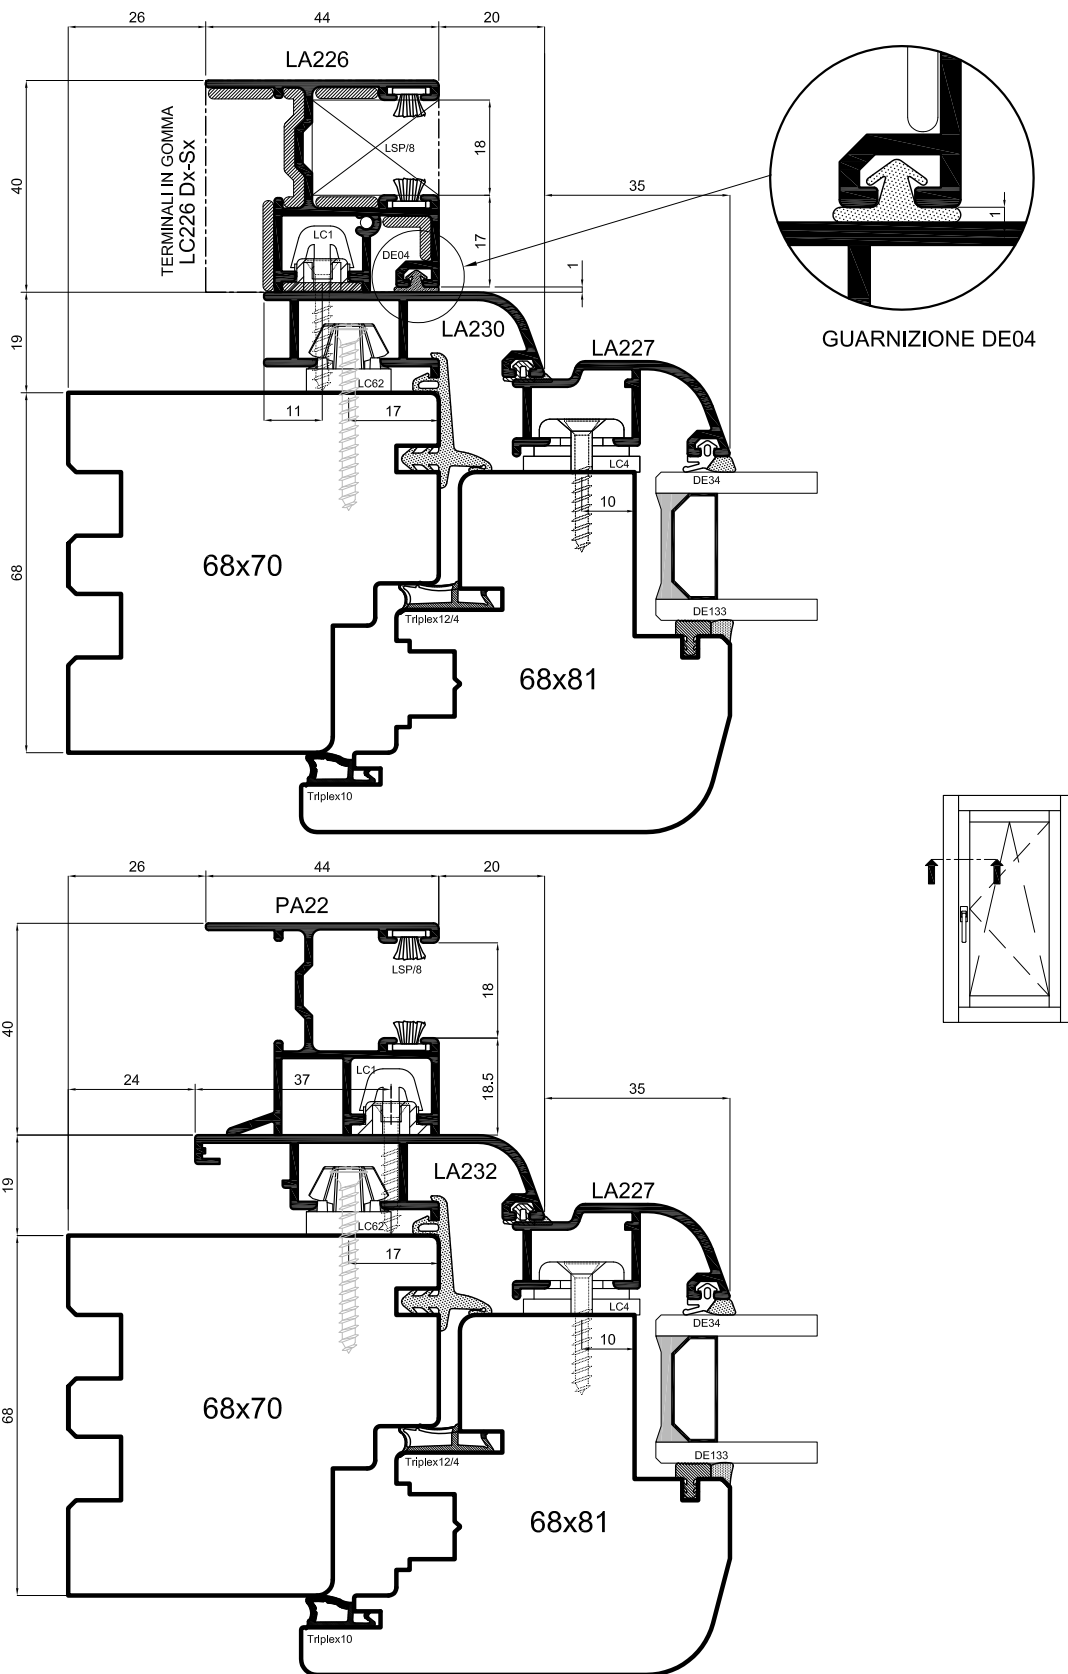 26
44
20
LA226
TERMINALI IN GOMMA
LC226 Dx-Sx
40
LSP/8
18
35
1
LC1
DE04
17
1
LA230
GUARNIZIONE DE04
19
LA227
LC62
11
17
LC4
DE34
10
68
68x70
DE133
Triplex12/4
68x81
Triplex10
26
44
20
PA22
LSP/8
18
40
LC1
24
37
18.5
35
19
LA232
LA227
LC62
17
LC4
DE34
10
68
68x70
DE133
Triplex12/4
68x81
Triplex10